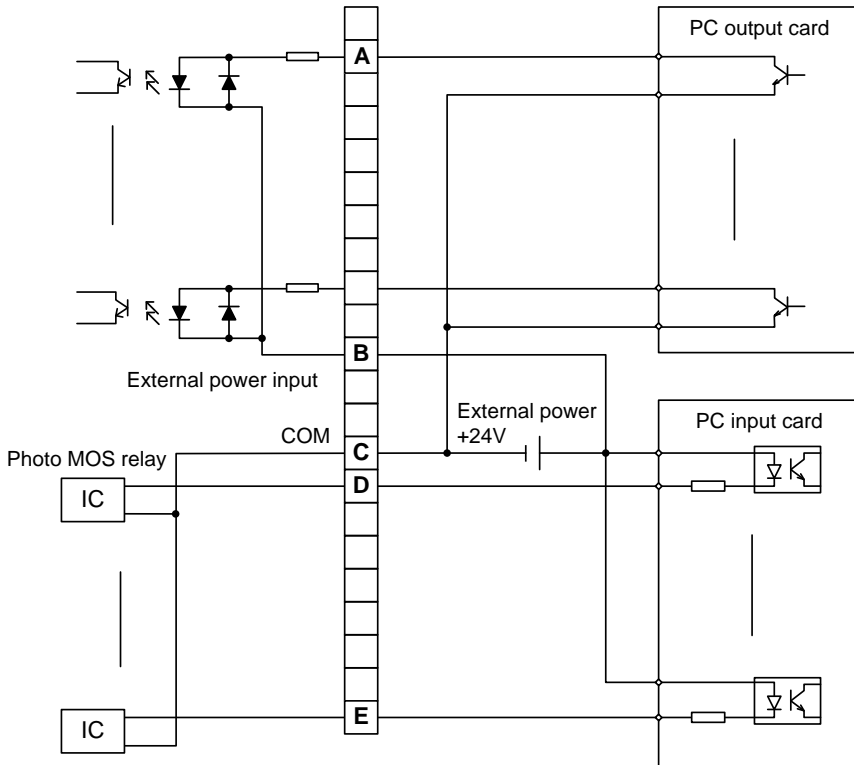 PC output card
A
B
External power input
External power
+24V
PC input card
COM
C
Photo MOS relay
D
IC
E
IC